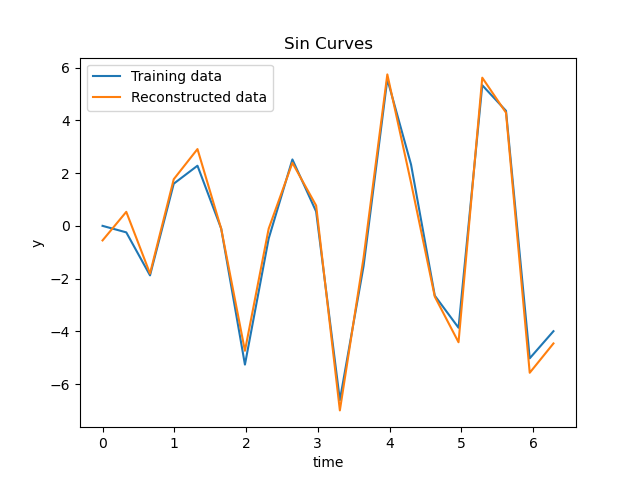 Sin Curves
Training data
Reconstructed data
6
4
2
0
−2
−4
−6
y
0 1 2 3 4 5 6
time